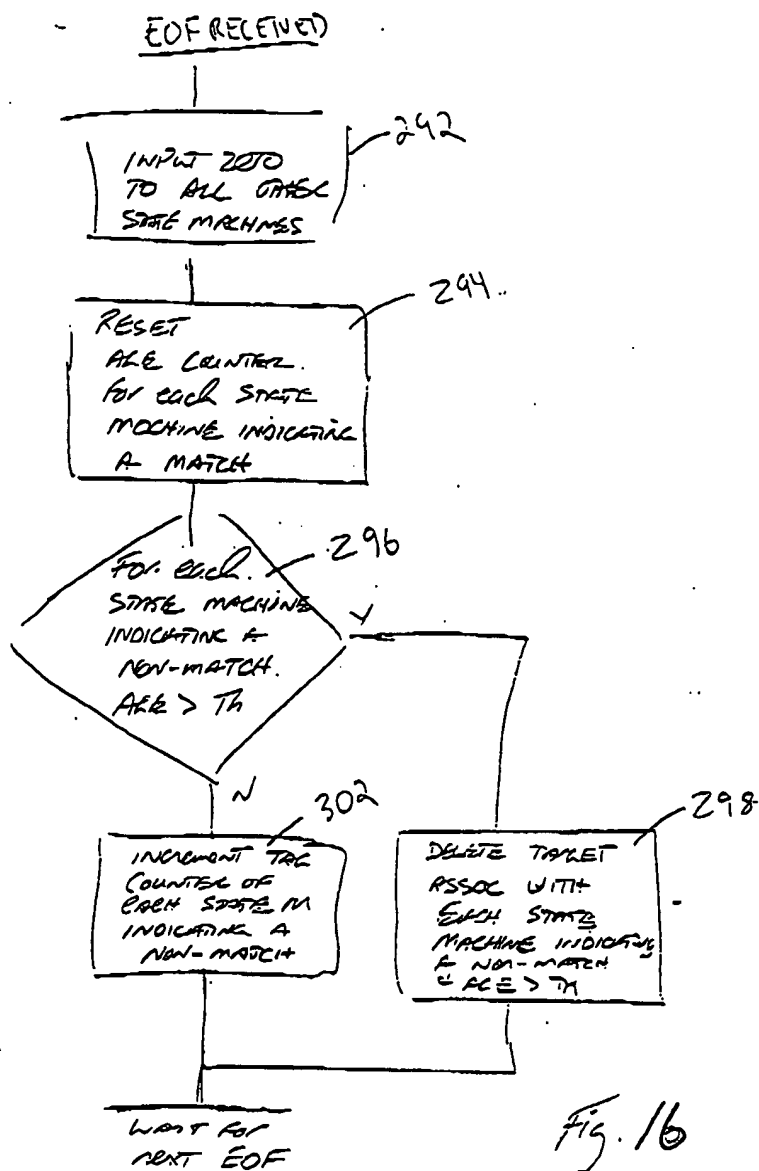 EOF RECEIVED
INPUT ZERO
TO ALL OTHER
STATE MACHINES
292
RESET
AGE COUNTER.
For each STATE
MACHINE INDICATING
A MATCH
294
For each
STATE MACHINE
INDICATING A
NON-MATCH.
AGE > Th
296
Y
N
302
INCREMENT
COUNTER OF
EACH STATE M
INDICATING A
NON-MATCH
298
DELETE TARGET
ASSOC WITH
EACH STATE
MACHINE INDICATING
A NON-MATCH
AGE > Th
WAIT FOR
NEXT EOF
Fig. 16